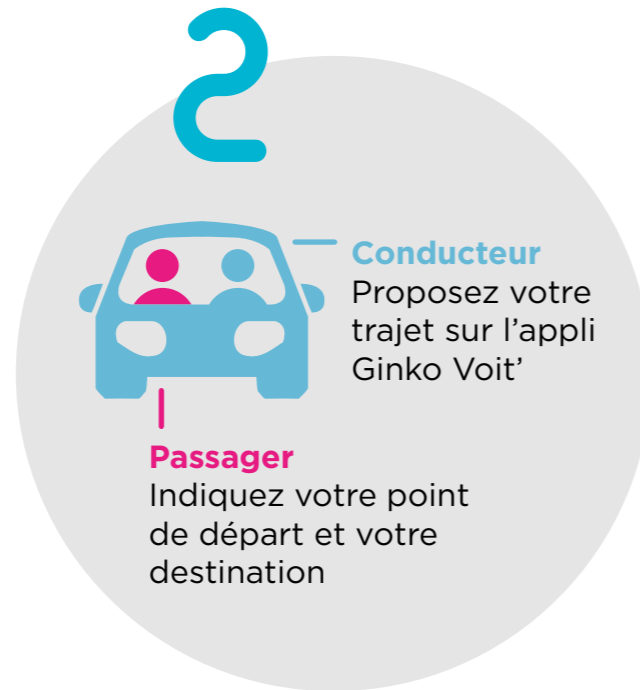 2
Conducteur
Proposez votre
trajet sur l’appli
Ginko Voit’
Passager
Indiquez votre point
de départ et votre
destination